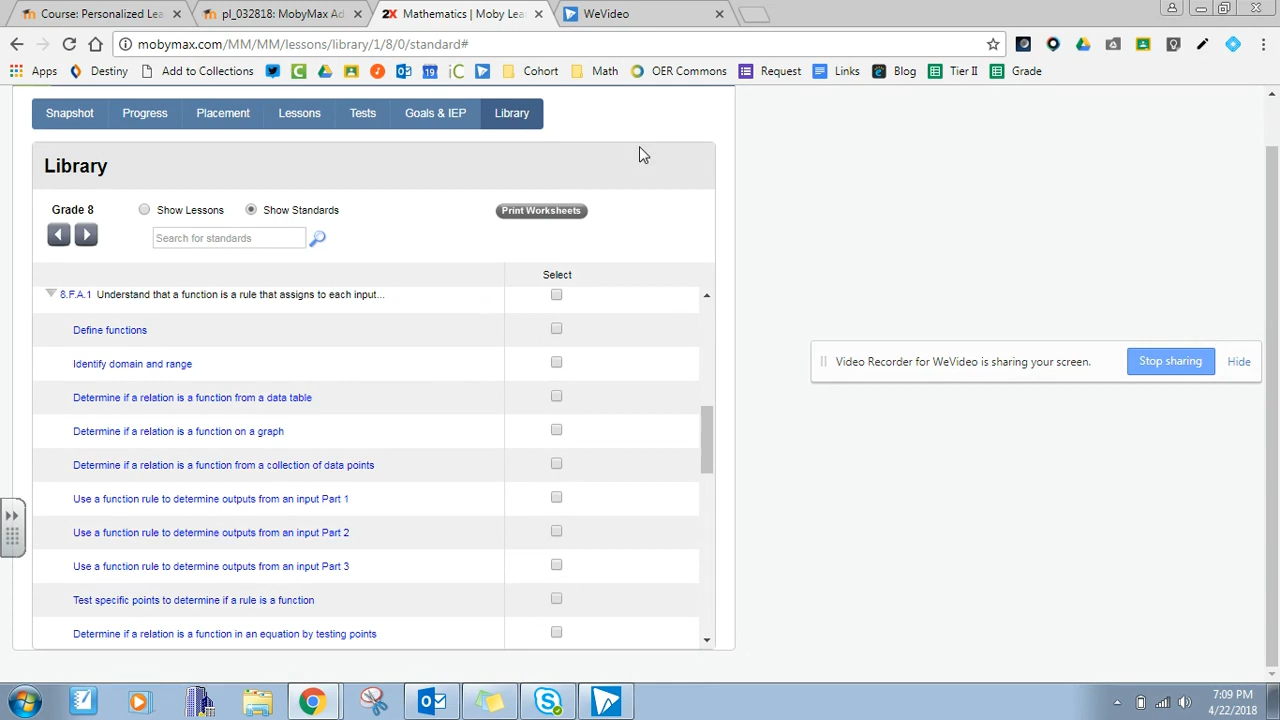 Course: Personalized Lea
pl_032818: MobyMax Ad
2X Mathematics | Moby Lea
WeVideo
mobymax.com/MM/MM/lessons/library/1/8/0/standard#
Apps Destiny Add to Collections 19 iC Cohort Math OER Commons Request Links Blog Tier II Grade
Snapshot Progress Placement Lessons Tests Goals & IEP Library
Library
Grade 8 Show Lessons Show Standards Print Worksheets
Search for standards
Select
8.F.A.1 Understand that a function is a rule that assigns to each input...
Define functions
Identify domain and range
Video Recorder for WeVideo is sharing your screen. Stop sharing Hide
Determine if a relation is a function from a data table
Determine if a relation is a function on a graph
Determine if a relation is a function from a collection of data points
Use a function rule to determine outputs from an input Part 1
Use a function rule to determine outputs from an input Part 2
Use a function rule to determine outputs from an input Part 3
Test specific points to determine if a rule is a function
Determine if a relation is a function in an equation by testing points
7:09 PM
4/22/2018